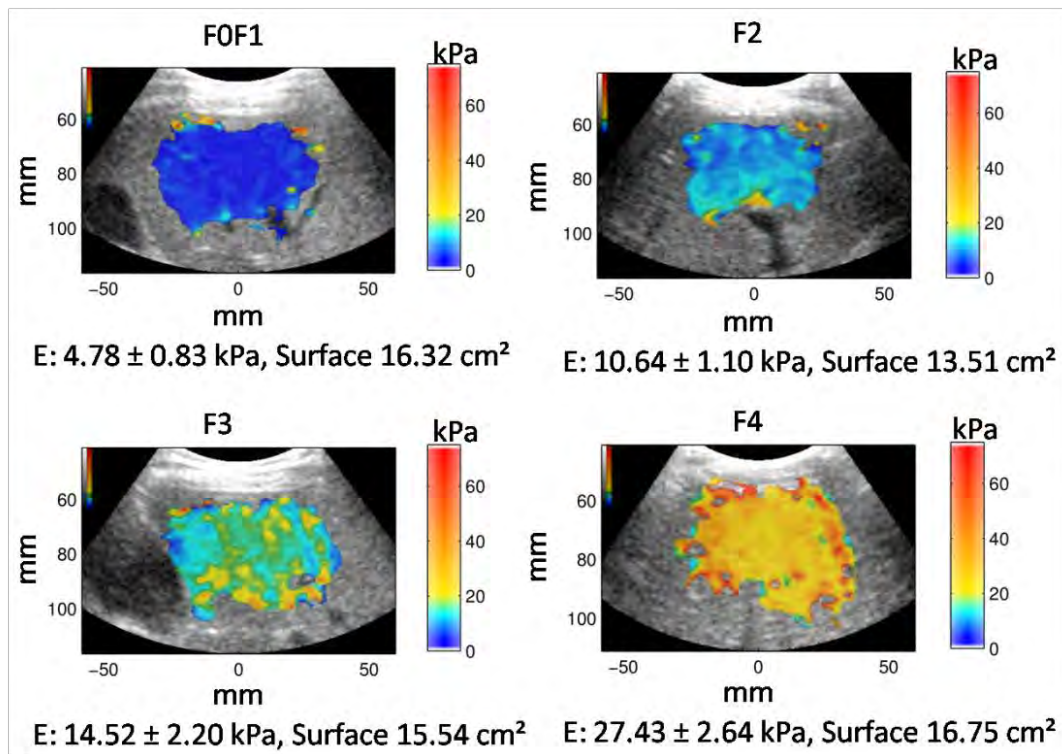 F0F1
kPa
60
40
20
0
mm
60
80
100
−50
0
50
mm
E: 4.78 ± 0.83 kPa, Surface 16.32 cm²
F2
kPa
60
40
20
0
mm
60
80
100
−50
0
50
mm
E: 10.64 ± 1.10 kPa, Surface 13.51 cm²
F3
kPa
60
40
20
0
mm
60
80
100
−50
0
50
mm
E: 14.52 ± 2.20 kPa, Surface 15.54 cm²
F4
kPa
60
40
20
0
mm
60
80
100
−50
0
50
mm
E: 27.43 ± 2.64 kPa, Surface 16.75 cm²